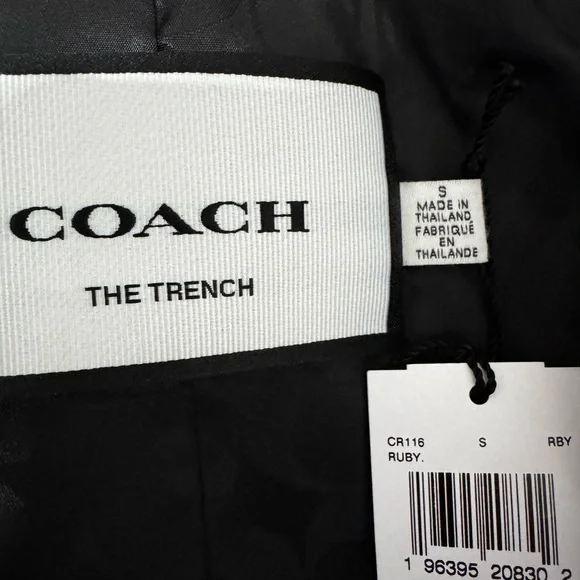 COACH
THE TRENCH
S
MADE IN
THAILAND
FABRIQUÉ
EN
THAILANDE
CR116 S RBY
RUBY.
1 96395 20830 2